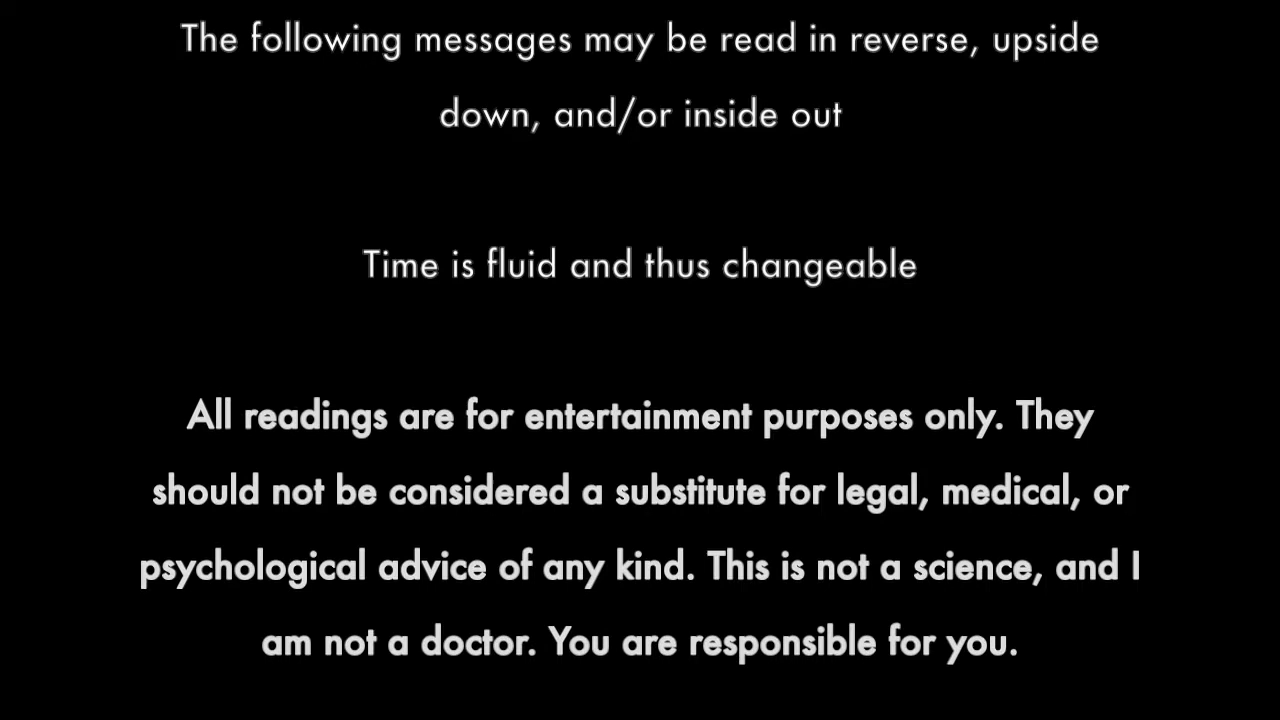 The following messages may be read in reverse, upside
down, and/or inside out
Time is fluid and thus changeable
All readings are for entertainment purposes only. They
should not be considered a substitute for legal, medical, or
psychological advice of any kind. This is not a science, and I
am not a doctor. You are responsible for you.